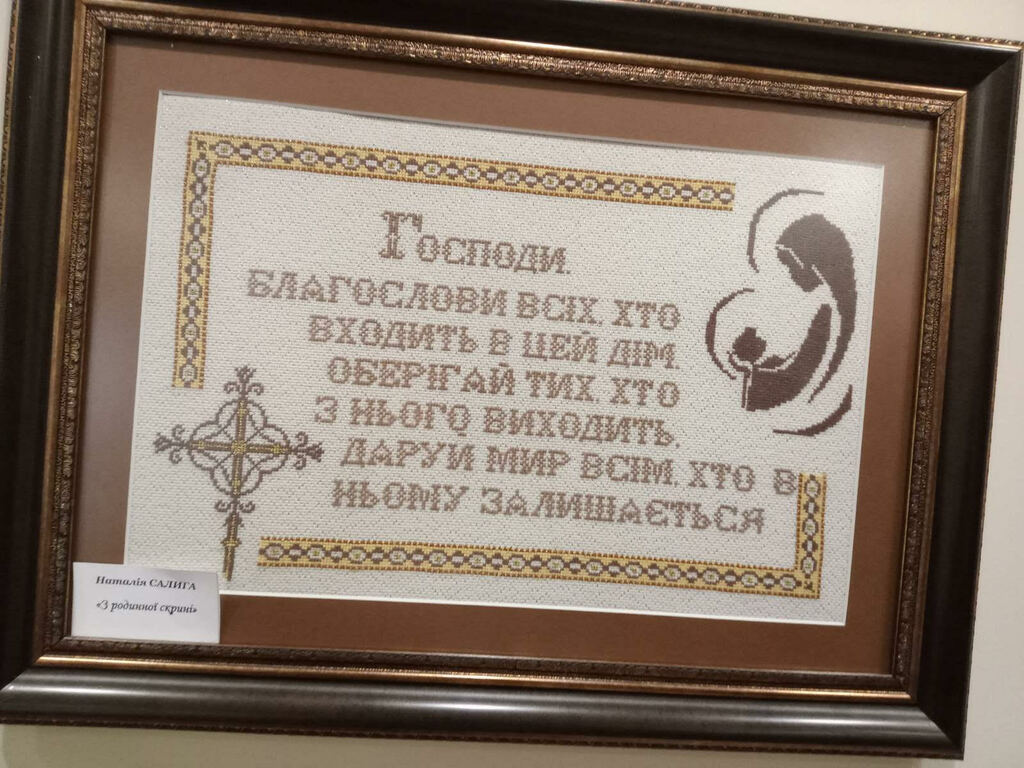 Господи,
БЛАГОСЛОВИ ВСІХ, ХТО
ВХОДИТЬ В ЦЕЙ ДІМ,
ОБЕРІГАЙ ТИХ, ХТО
З НЬОГО ВИХОДИТЬ,
ДАРУЙ МИР ВСІМ, ХТО В
НЬОМУ ЗАЛИШАЄТЬСЯ
Наталія САЛИГА
«З родинної скрині»